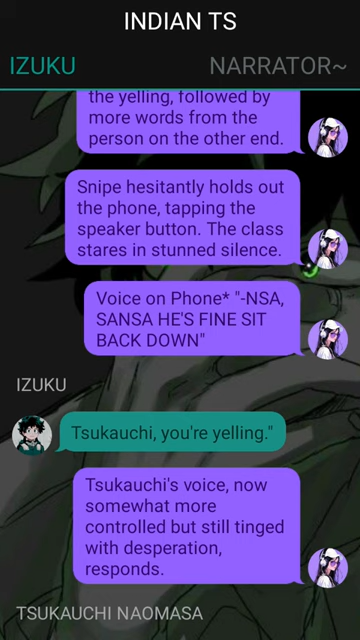 INDIAN TS
IZUKU NARRATOR~
the yelling, followed by
more words from the
person on the other end.
Snipe hesitantly holds out
the phone, tapping the
speaker button. The class
stares in stunned silence.
Voice on Phone* "-NSA,
SANSA HE'S FINE SIT
BACK DOWN"
IZUKU
Tsukauchi, you're yelling."
Tsukauchi's voice, now
somewhat more
controlled but still tinged
with desperation,
responds.
TSUKAUCHI NAOMASA